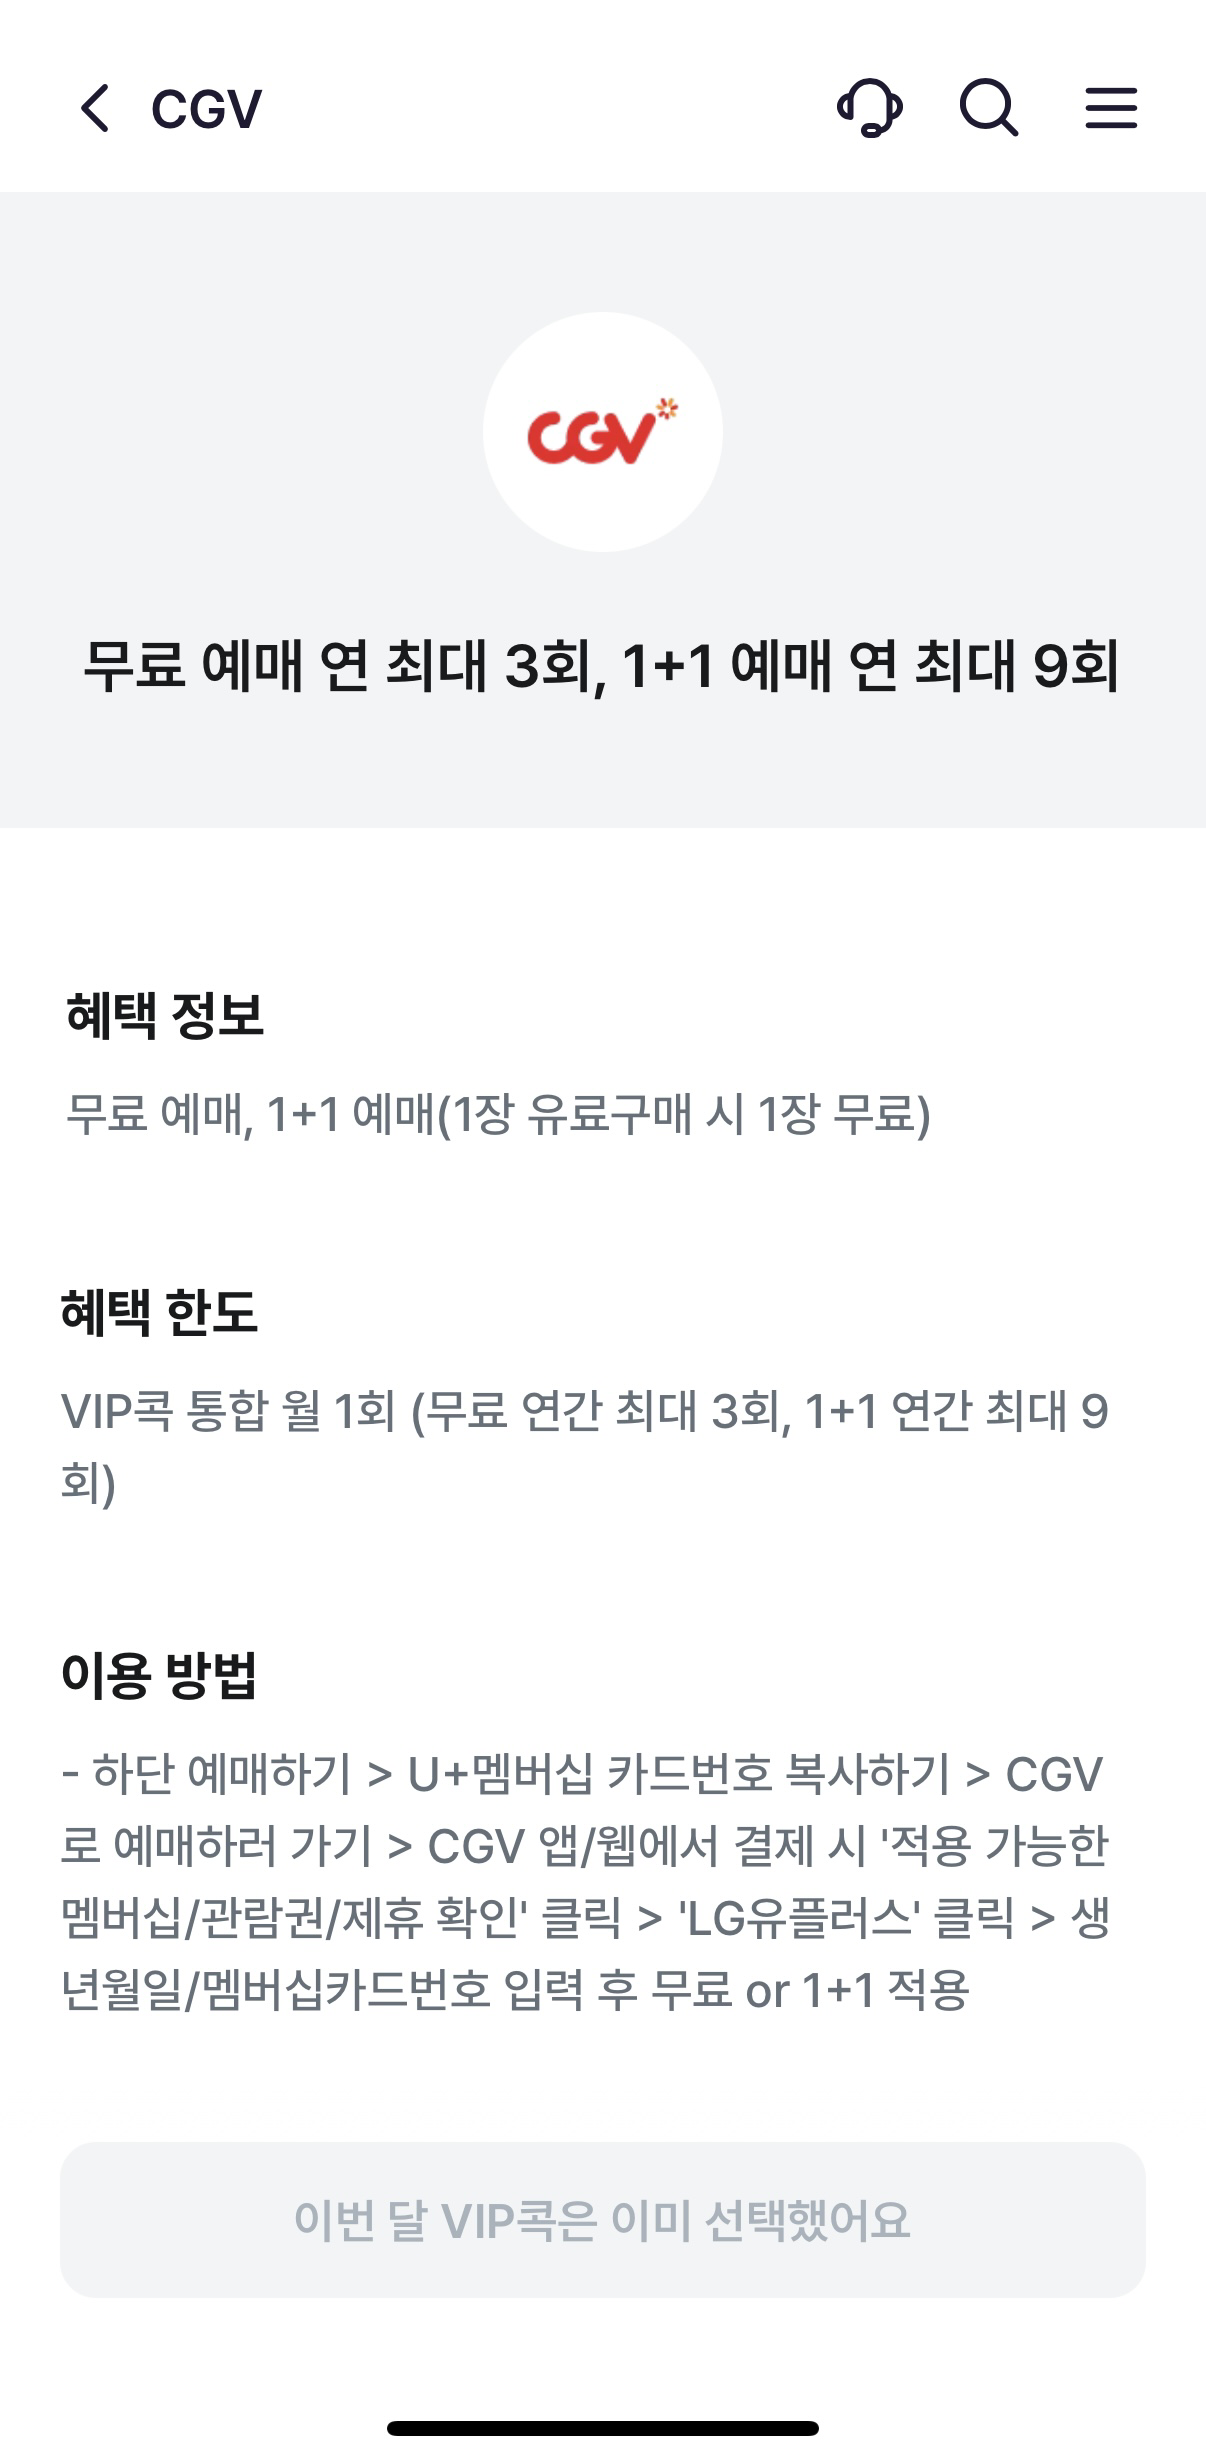 CGV
CGV
무료 예매 연 최대 3회, 1+1 예매 연 최대 9회
혜택 정보
무료 예매, 1+1 예매(1장 유료구매 시 1장 무료)
혜택 한도
VIP콕 통합 월 1회 (무료 연간 최대 3회, 1+1 연간 최대 9
회)
이용 방법
- 하단 예매하기 > U+멤버십 카드번호 복사하기 > CGV
로 예매하러 가기 > CGV 앱/웹에서 결제 시 '적용 가능한
멤버십/관람권/제휴 확인' 클릭 > 'LG유플러스' 클릭 > 생
년월일/멤버십카드번호 입력 후 무료 or 1+1 적용
이번 달 VIP콕은 이미 선택했어요